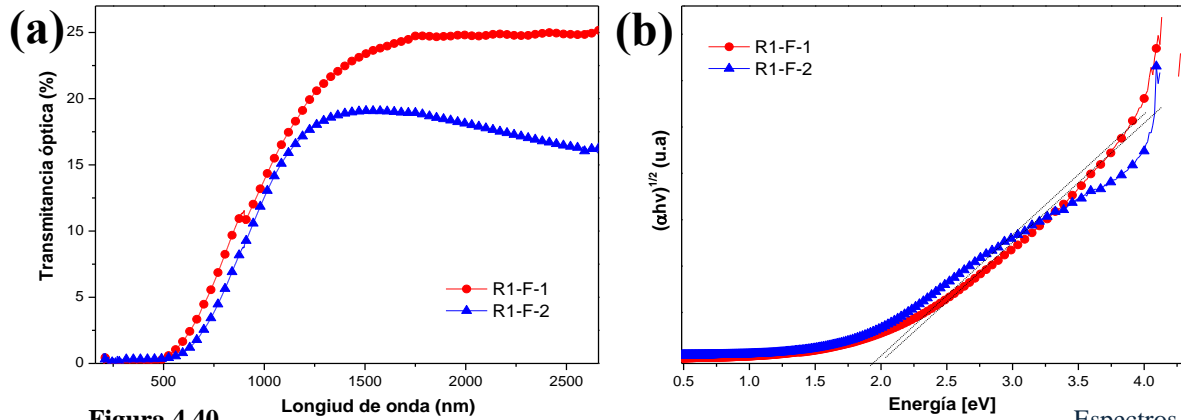 (a)
25
20
15
10
5
0
Transmitancia óptica (%)
R1-F-1
R1-F-2
500
1000
1500
2000
2500
Longiud de onda (nm)
(b)
R1-F-1
R1-F-2
(αhv)1/2 (u.a)
0.5
1.0
1.5
2.0
2.5
3.0
3.5
4.0
Energía [eV]
Figura 4.40
Espectros